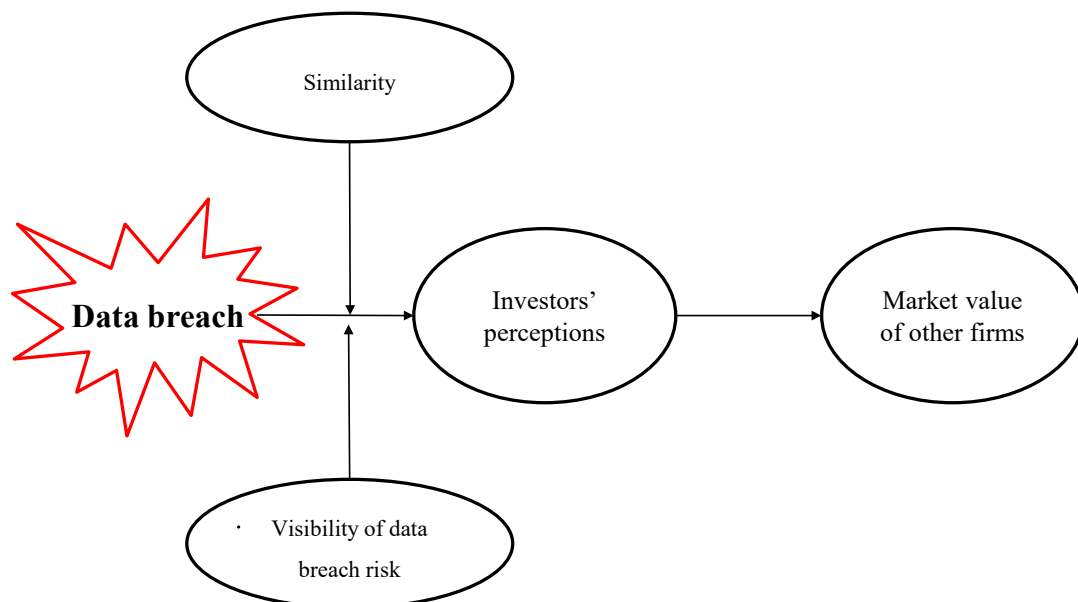 Similarity
Data breach
Investors’
perceptions
Market value
of other firms
· Visibility of data
breach risk